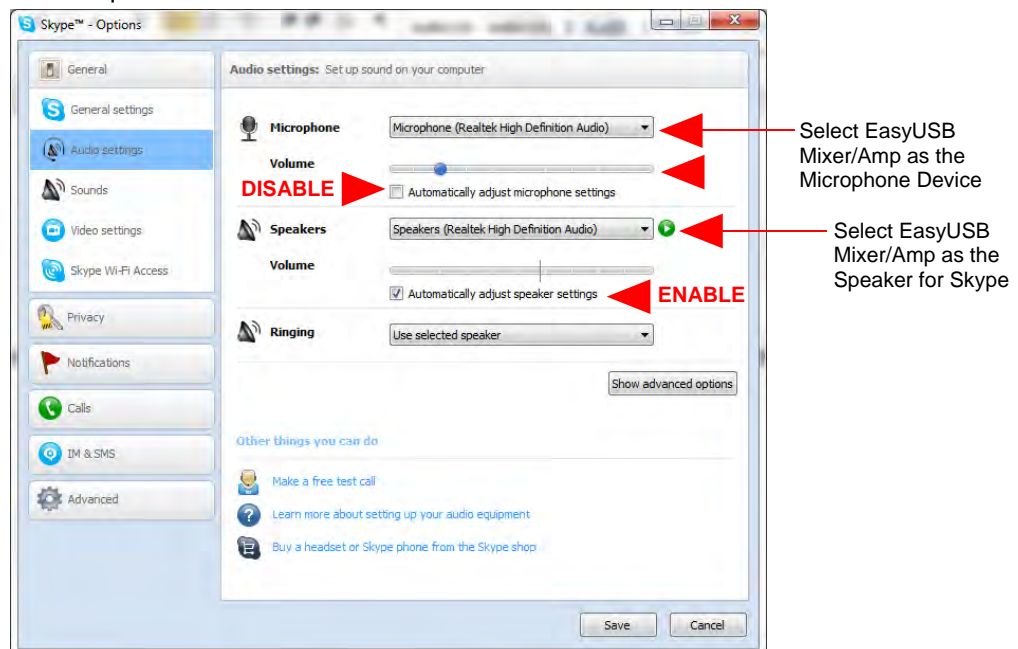 Skype™ - Options
General
General settings
Audio settings
Sounds
Video settings
Skype Wi-Fi Access
Privacy
Notifications
Calls
IM & SMS
Advanced
Audio settings: Set up sound on your computer
Microphone
Microphone (Realtek High Definition Audio)
Volume
DISABLE
Automatically adjust microphone settings
Speakers
Speakers (Realtek High Definition Audio)
Volume
Automatically adjust speaker settings
ENABLE
Ringing
Use selected speaker
Show advanced options
Other things you can do
Make a free test call
Learn more about setting up your audio equipment
Buy a headset or Skype phone from the Skype shop
Save
Cancel
Select EasyUSB
Mixer/Amp as the
Microphone Device
Select EasyUSB
Mixer/Amp as the
Speaker for Skype